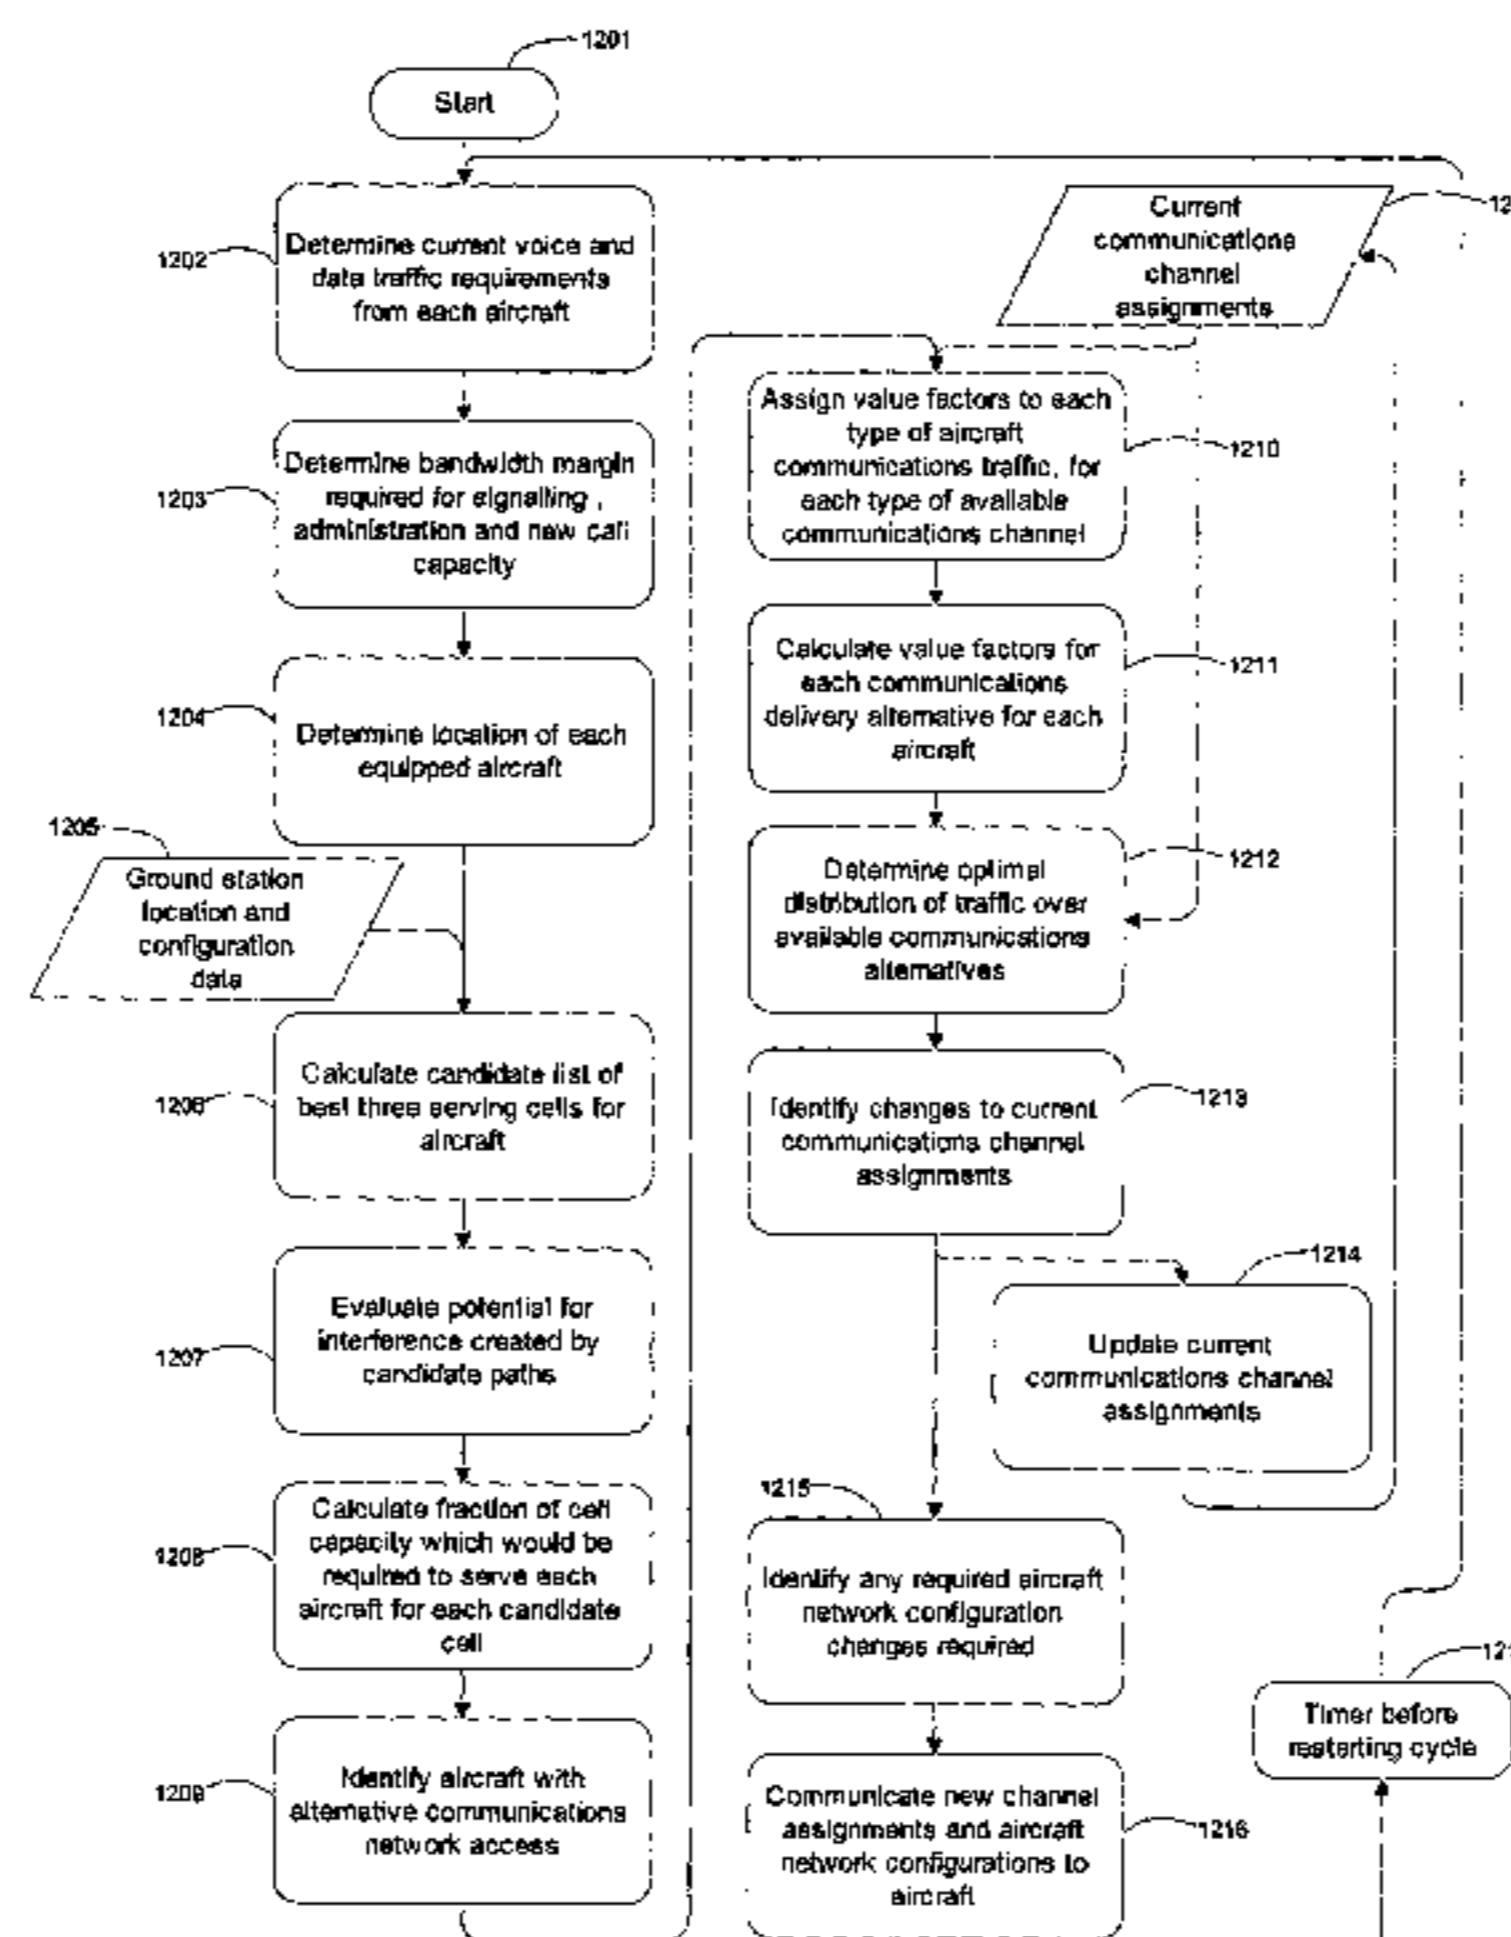 1201
Start
1202
Determine current voice and
data traffic requirements
from each aircraft
1203
Determine bandwidth margin
required for signalling ,
administration and new call
capacity
1204
Determine location of each
equipped aircraft
1205
Ground station
location and
configuration
data
1206
Calculate candidate list of
best three serving cells for
aircraft
1207
Evaluate potential for
interference created by
candidate paths
1208
Calculate fraction of cell
capacity which would be
required to serve each
aircraft for each candidate
cell
1209
Identify aircraft with
alternative communications
network access
Current
communications
channel
assignments
Assign value factors to each
type of aircraft
communications traffic, for
each type of available
communications channel
1210
Calculate value factors for
each communications
delivery alternative for each
aircraft
1211
Determine optimal
distribution of traffic over
available communications
alternatives
1212
Identify changes to current
communications channel
assignments
1213
1214
Update current
communications channel
assignments
1215
Identify any required aircraft
network configuration
changes required
Communicate new channel
assignments and aircraft
network configurations to
aircraft
1216
Timer before
restarting cycle